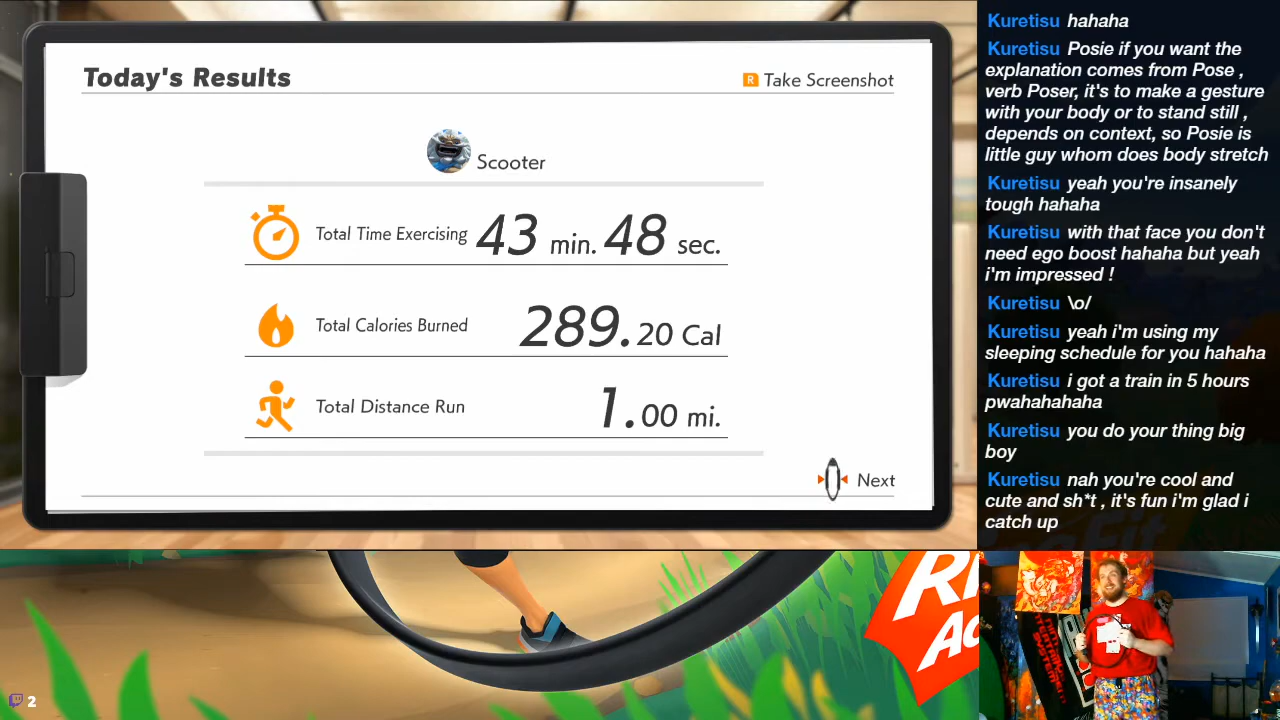 Today's Results
R Take Screenshot
Scooter
Total Time Exercising 43 min. 48 sec.
Total Calories Burned 289.20 Cal
Total Distance Run 1.00 mi.
Next
Kuretisu hahaha
Kuretisu Posie if you want the
explanation comes from Pose ,
verb Poser, it's to make a gesture
with your body or to stand still ,
depends on context, so Posie is
little guy whom does body stretch
Kuretisu yeah you're insanely
tough hahaha
Kuretisu with that face you don't
need ego boost hahaha but yeah
i'm impressed !
Kuretisu \o/
Kuretisu yeah i'm using my
sleeping schedule for you hahaha
Kuretisu i got a train in 5 hours
pwahahahaha
Kuretisu you do your thing big
boy
Kuretisu nah you're cool and
cute and sh*t , it's fun i'm glad i
catch up
2